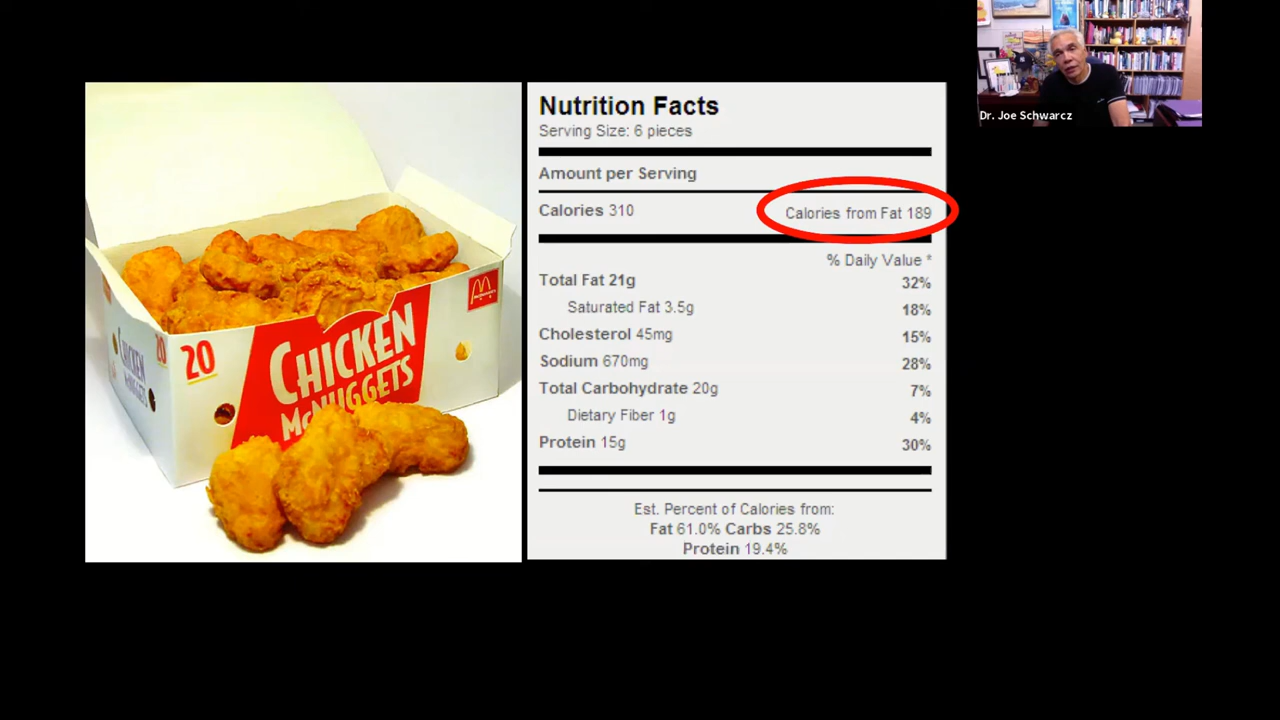 20
CHICKEN
McNUGGETS
20
CHICKEN
McNUGGETS
Nutrition Facts
Serving Size: 6 pieces
Amount per Serving
Calories 310 Calories from Fat 189
% Daily Value *
Total Fat 21g 32%
Saturated Fat 3.5g 18%
Cholesterol 45mg 15%
Sodium 670mg 28%
Total Carbohydrate 20g 7%
Dietary Fiber 1g 4%
Protein 15g 30%
Est. Percent of Calories from:
Fat 61.0% Carbs 25.8%
Protein 19.4%
Dr. Joe Schwarcz